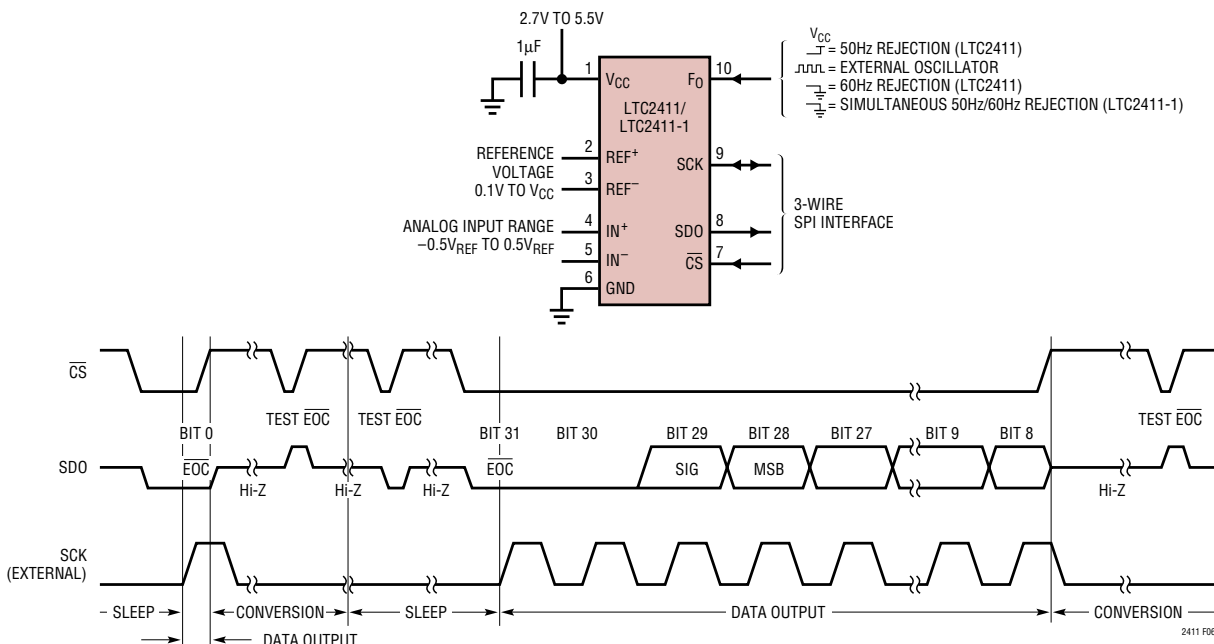 2.7V TO 5.5V
1µF
1
VCC
FO
10
LTC2411/
LTC2411-1
VCC
= 50Hz REJECTION (LTC2411)
= EXTERNAL OSCILLATOR
= 60Hz REJECTION (LTC2411)
= SIMULTANEOUS 50Hz/60Hz REJECTION (LTC2411-1)
REFERENCE
VOLTAGE
0.1V TO VCC
2
REF+
3
REF−
SCK
9
ANALOG INPUT RANGE
−0.5VREF TO 0.5VREF
4
IN+
5
IN−
6
GND
SDO
8
CS
7
3-WIRE
SPI INTERFACE
CS
TEST EOC
TEST EOC
TEST EOC
BIT 0
BIT 31
BIT 30
BIT 29
BIT 28
BIT 27
BIT 9
BIT 8
SDO
EOC
EOC
SIG
MSB
Hi-Z
Hi-Z
Hi-Z
Hi-Z
SCK
(EXTERNAL)
SLEEP
CONVERSION
SLEEP
DATA OUTPUT
CONVERSION
DATA OUTPUT
2411 F06